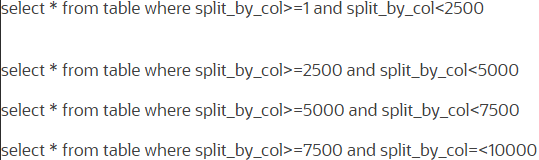 select * from table where split_by_col>=1 and split_by_col<2500
select * from table where split_by_col>=2500 and split_by_col<5000
select * from table where split_by_col>=5000 and split_by_col<7500
select * from table where split_by_col>=7500 and split_by_col=<10000